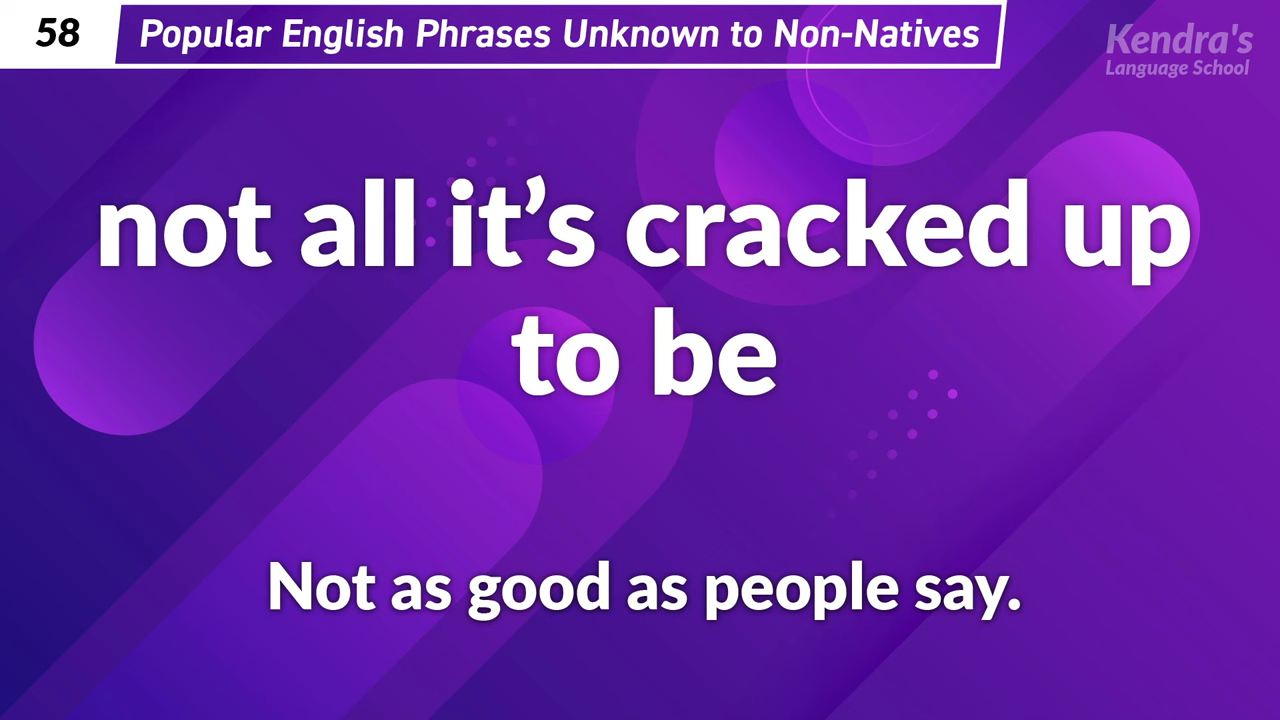 58
Popular English Phrases Unknown to Non-Natives
Kendra's
Language School
not all it’s cracked up
to be
Not as good as people say.